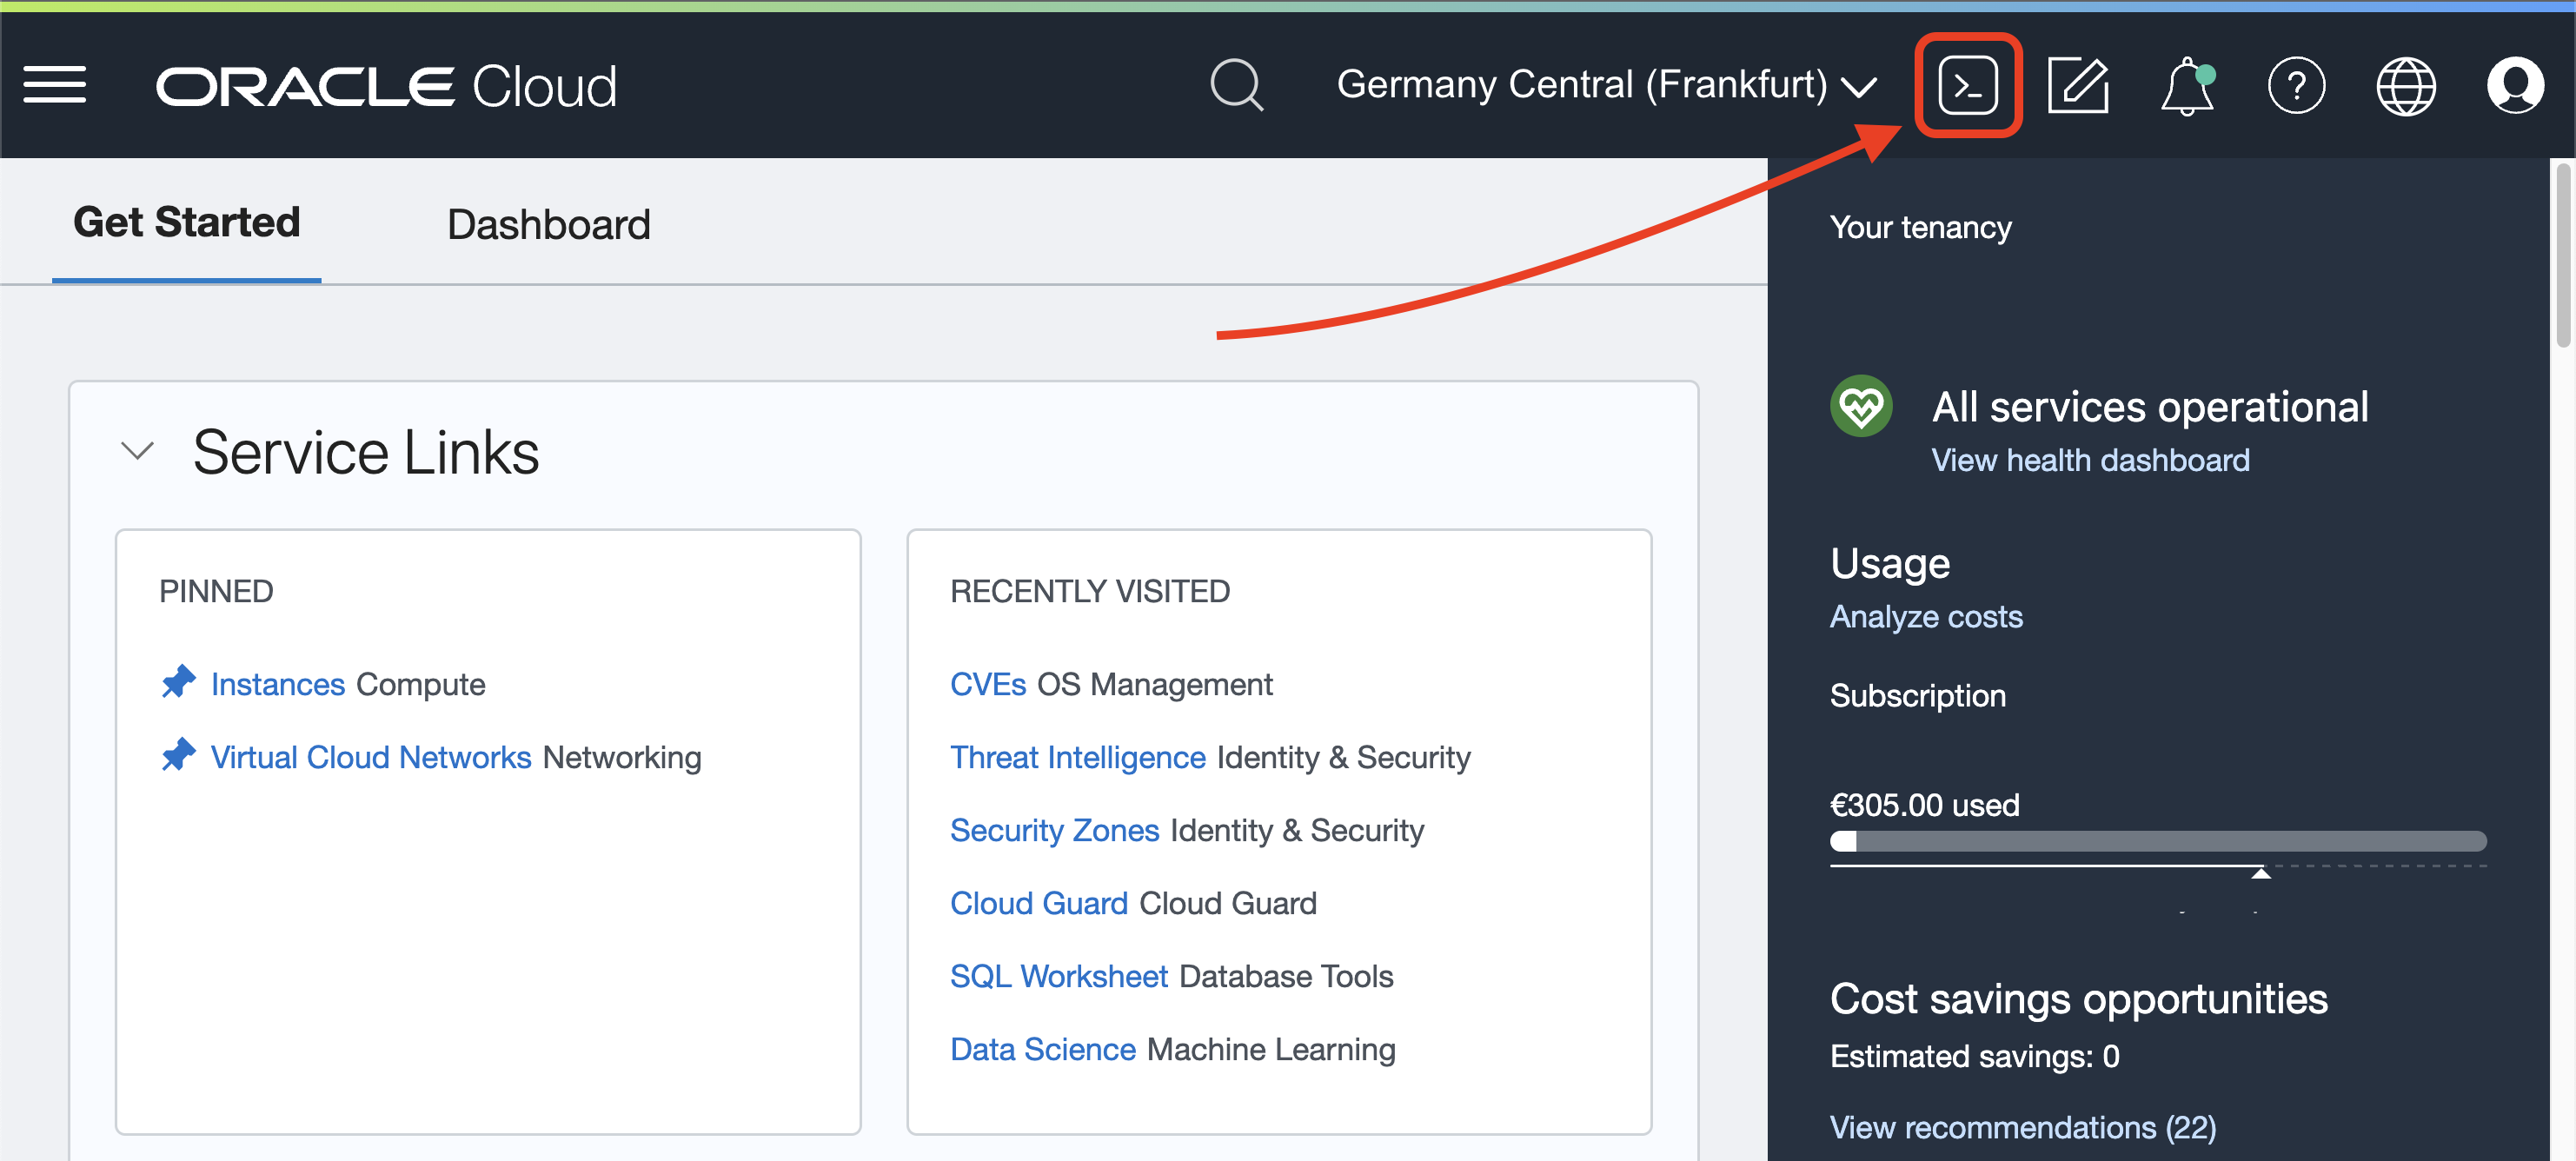 ORACLE Cloud
Germany Central (Frankfurt)
Get Started
Dashboard
Service Links
PINNED
Instances Compute
Virtual Cloud Networks Networking
RECENTLY VISITED
CVEs OS Management
Threat Intelligence Identity & Security
Security Zones Identity & Security
Cloud Guard Cloud Guard
SQL Worksheet Database Tools
Data Science Machine Learning
Your tenancy
All services operational
View health dashboard
Usage
Analyze costs
Subscription
€305.00 used
Cost savings opportunities
Estimated savings: 0
View recommendations (22)